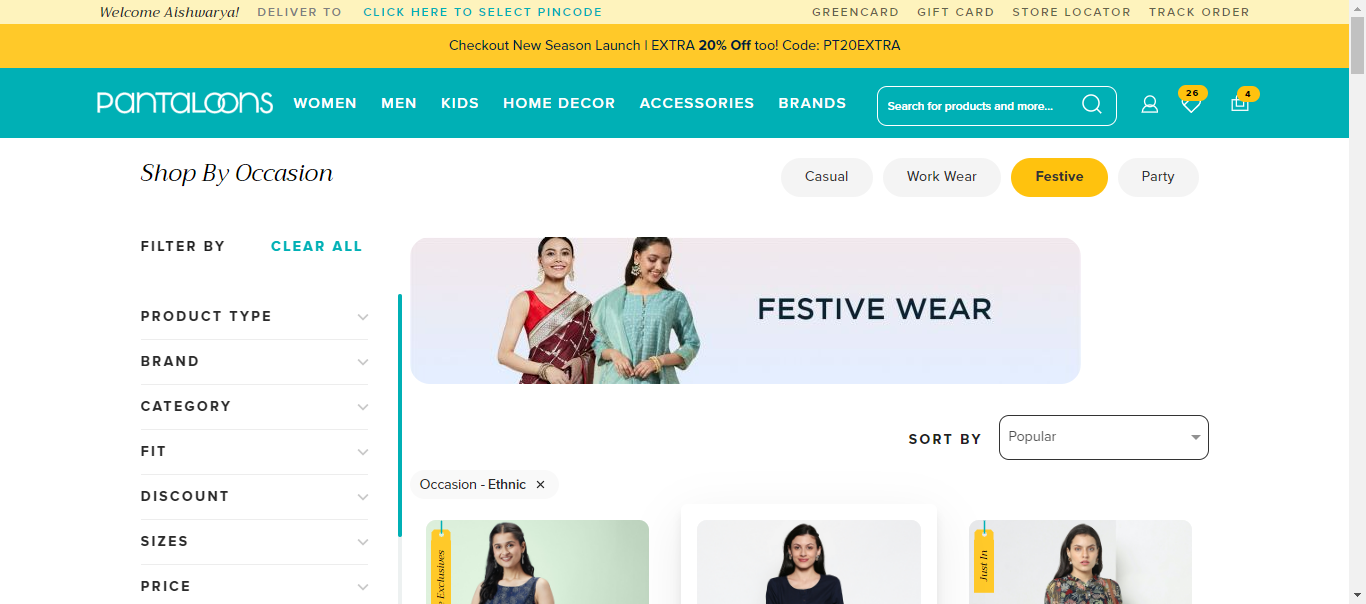 Welcome Aishwarya! DELIVER TO CLICK HERE TO SELECT PINCODE GREENCARD GIFT CARD STORE LOCATOR TRACK ORDER
Checkout New Season Launch | EXTRA 20% Off too! Code: PT20EXTRA
PANTALOONS WOMEN MEN KIDS HOME DECOR ACCESSORIES BRANDS Search for products and more... 26 4
Shop By Occasion Casual Work Wear Festive Party
FILTER BY CLEAR ALL
FESTIVE WEAR
PRODUCT TYPE
BRAND
CATEGORY
FIT
DISCOUNT
SIZES
PRICE
SORT BY Popular
Occasion - Ethnic ✕
Exclusives
Just In